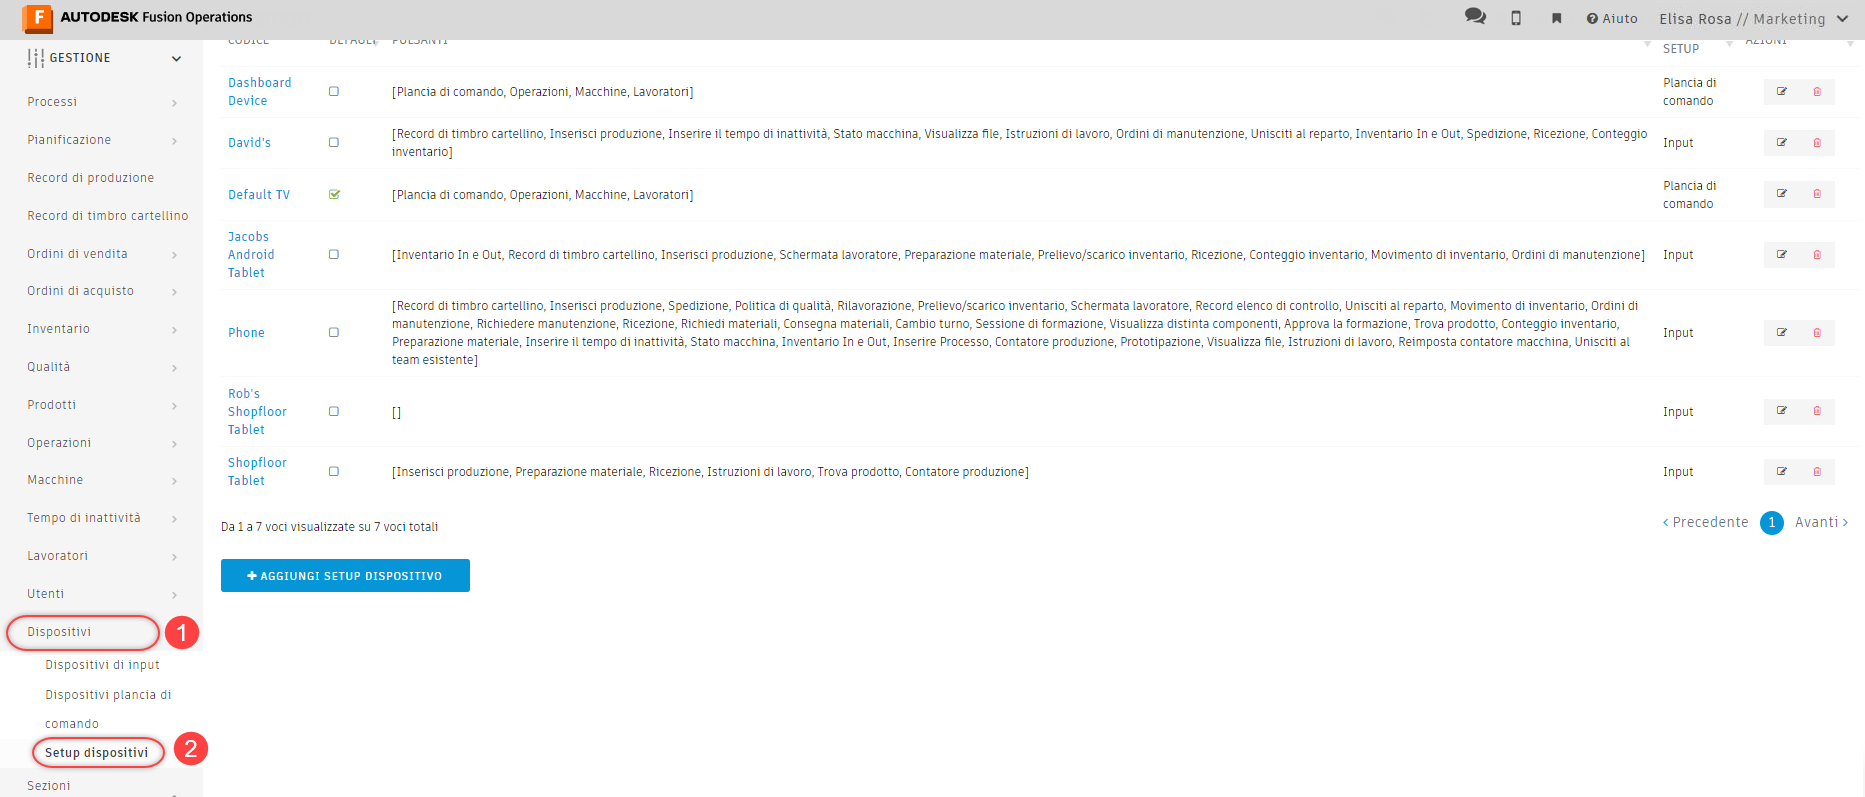 AUTODESK Fusion Operations
Aiuto
Elisa Rosa // Marketing
GESTIONE
Processi
Pianificazione
Record di produzione
Record di timbro cartellino
Ordini di vendita
Ordini di acquisto
Inventario
Qualità
Prodotti
Operazioni
Macchine
Tempo di inattività
Lavoratori
Utenti
Dispositivi
1
Dispositivi di input
Dispositivi plancia di
comando
Setup dispositivi
2
Sezioni
CODICE
DEFAULT
PULSANTI
SETUP
AZIONI
Dashboard
Device
[Plancia di comando, Operazioni, Macchine, Lavoratori]
Plancia di
comando
David's
[Record di timbro cartellino, Inserisci produzione, Inserire il tempo di inattività, Stato macchina, Visualizza file, Istruzioni di lavoro, Ordini di manutenzione, Unisciti al reparto, Inventario In e Out, Spedizione, Ricezione, Conteggio
inventario]
Input
Default TV
[Plancia di comando, Operazioni, Macchine, Lavoratori]
Plancia di
comando
Jacobs
Android
Tablet
[Inventario In e Out, Record di timbro cartellino, Inserisci produzione, Schermata lavoratore, Preparazione materiale, Prelievo/scarico inventario, Ricezione, Conteggio inventario, Movimento di inventario, Ordini di manutenzione]
Input
Phone
[Record di timbro cartellino, Inserisci produzione, Spedizione, Politica di qualità, Rilavorazione, Prelievo/scarico inventario, Schermata lavoratore, Record elenco di controllo, Unisciti al reparto, Movimento di inventario, Ordini di
manutenzione, Richiedere manutenzione, Ricezione, Richiedi materiali, Consegna materiali, Cambio turno, Sessione di formazione, Visualizza distinta componenti, Approva la formazione, Trova prodotto, Conteggio inventario,
Preparazione materiale, Inserire il tempo di inattività, Stato macchina, Inventario In e Out, Inserire Processo, Contatore produzione, Prototipazione, Visualizza file, Istruzioni di lavoro, Reimposta contatore macchina, Unisciti al
team esistente]
Input
Rob's
Shopfloor
Tablet
[]
Input
Shopfloor
Tablet
[Inserisci produzione, Preparazione materiale, Ricezione, Istruzioni di lavoro, Trova prodotto, Contatore produzione]
Input
Da 1 a 7 voci visualizzate su 7 voci totali
‹ Precedente 1 Avanti ›
+ AGGIUNGI SETUP DISPOSITIVO